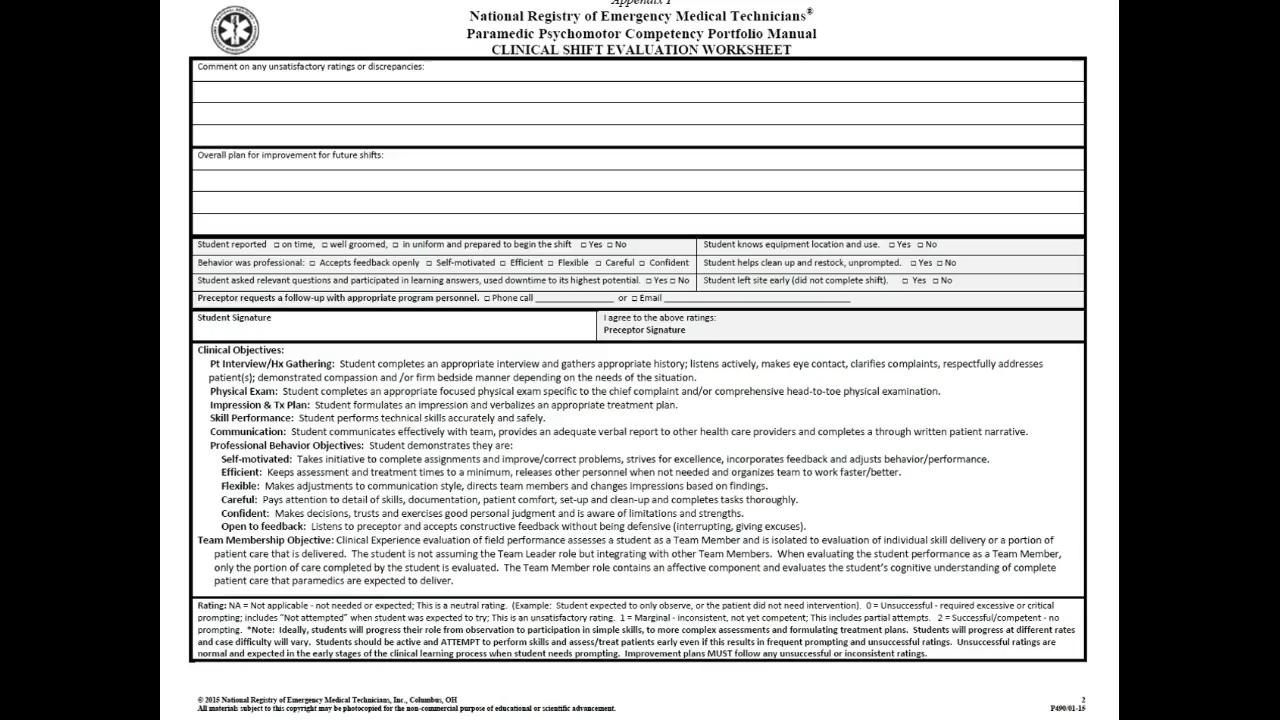 Appendix I
National Registry of Emergency Medical Technicians®
Paramedic Psychomotor Competency Portfolio Manual
CLINICAL SHIFT EVALUATION WORKSHEET
Comment on any unsatisfactory ratings or discrepancies:
Overall plan for improvement for future shifts:
Student reported □ on time, □ well groomed, □ in uniform and prepared to begin the shift □ Yes □ No
Student knows equipment location and use. □ Yes □ No
Behavior was professional: □ Accepts feedback openly □ Self-motivated □ Efficient □ Flexible □ Careful □ Confident
Student helps clean up and restock, unprompted. □ Yes □ No
Student asked relevant questions and participated in learning answers, used downtime to its highest potential. □ Yes □ No
Student left site early (did not complete shift). □ Yes □ No
Preceptor requests a follow-up with appropriate program personnel. □ Phone call _______________ or □ Email ____________________________________
Student Signature
I agree to the above ratings:
Preceptor Signature
Clinical Objectives:
Pt Interview/Hx Gathering: Student completes an appropriate interview and gathers appropriate history; listens actively, makes eye contact, clarifies complaints, respectfully addresses
patient(s); demonstrated compassion and /or firm bedside manner depending on the needs of the situation.
Physical Exam: Student completes an appropriate focused physical exam specific to the chief complaint and/or comprehensive head-to-toe physical examination.
Impression & Tx Plan: Student formulates an impression and verbalizes an appropriate treatment plan.
Skill Performance: Student performs technical skills accurately and safely.
Communication: Student communicates effectively with team, provides an adequate verbal report to other health care providers and completes a through written patient narrative.
Professional Behavior Objectives: Student demonstrates they are:
Self-motivated: Takes initiative to complete assignments and improve/correct problems, strives for excellence, incorporates feedback and adjusts behavior/performance.
Efficient: Keeps assessment and treatment times to a minimum, releases other personnel when not needed and organizes team to work faster/better.
Flexible: Makes adjustments to communication style, directs team members and changes impressions based on findings.
Careful: Pays attention to detail of skills, documentation, patient comfort, set-up and clean-up and completes tasks thoroughly.
Confident: Makes decisions, trusts and exercises good personal judgment and is aware of limitations and strengths.
Open to feedback: Listens to preceptor and accepts constructive feedback without being defensive (interrupting, giving excuses).
Team Membership Objective: Clinical Experience evaluation of field performance assesses a student as a Team Member and is isolated to evaluation of individual skill delivery or a portion of
patient care that is delivered. The student is not assuming the Team Leader role but integrating with other Team Members. When evaluating the student performance as a Team Member,
only the portion of care completed by the student is evaluated. The Team Member role contains an affective component and evaluates the student's cognitive understanding of complete
patient care that paramedics are expected to deliver.
Rating: NA = Not applicable - not needed or expected; This is a neutral rating. (Example: Student expected to only observe, or the patient did not need intervention). 0 = Unsuccessful - required excessive or critical
prompting; includes "Not attempted" when student was expected to try; This is an unsatisfactory rating. 1 = Marginal - inconsistent, not yet competent; This includes partial attempts. 2 = Successful/competent - no
prompting. *Note: Ideally, students will progress their role from observation to participation in simple skills, to more complex assessments and formulating treatment plans. Students will progress at different rates
and case difficulty will vary. Students should be active and ATTEMPT to perform skills and assess/treat patients early even if this results in frequent prompting and unsuccessful ratings. Unsuccessful ratings are
normal and expected in the early stages of the clinical learning process when student needs prompting. Improvement plans MUST follow any unsuccessful or inconsistent ratings.
© 2015 National Registry of Emergency Medical Technicians, Inc., Columbus, OH
All materials subject to this copyright may be photocopied for the non-commercial purpose of educational or scientific advancement.
2
P490/01-15